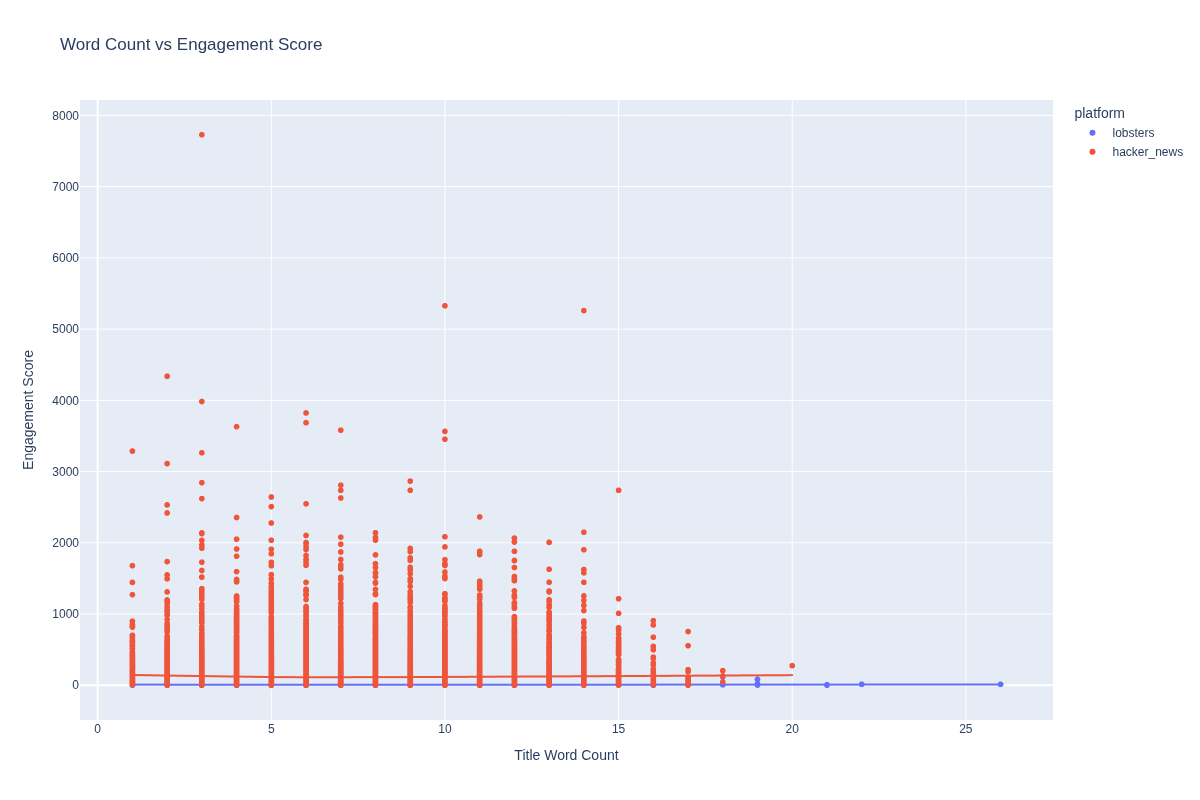 Word Count vs Engagement Score
platform
lobsters
hacker_news
Engagement Score
8000
7000
6000
5000
4000
3000
2000
1000
0
0 5 10 15 20 25
Title Word Count